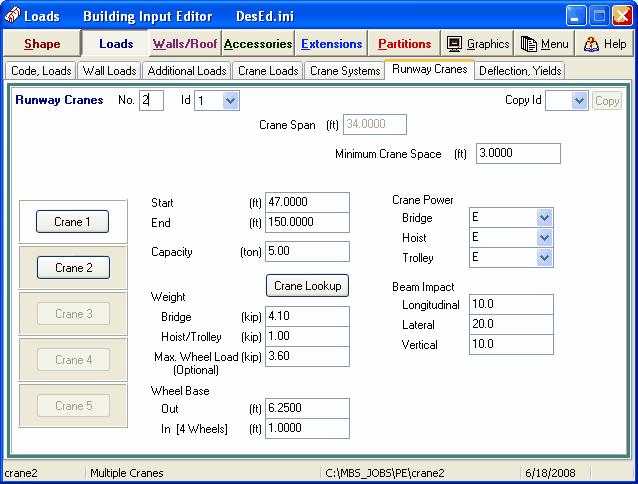 Loads Building Input Editor DesEd.ini
Shape Loads Walls/Roof Accessories Extensions Partitions Graphics Menu Help
Code, Loads Wall Loads Additional Loads Crane Loads Crane Systems Runway Cranes Deflection, Yields
Runway Cranes No. 2 Id 1 Copy Id Copy
Crane Span (ft) 34.0000
Minimum Crane Space (ft) 3.0000
Crane 1
Crane 2
Crane 3
Crane 4
Crane 5
Start (ft) 47.0000
End (ft) 150.0000
Capacity (ton) 5.00
Crane Lookup
Weight
Bridge (kip) 4.10
Hoist/Trolley (kip) 1.00
Max. Wheel Load (kip) 3.60
(Optional)
Wheel Base
Out (ft) 6.2500
In [4 Wheels] (ft) 1.0000
Crane Power
Bridge E
Hoist E
Trolley E
Beam Impact
Longitudinal 10.0
Lateral 20.0
Vertical 10.0
crane2 Multiple Cranes C:\MBS_JOBS\PE\crane2 6/18/2008